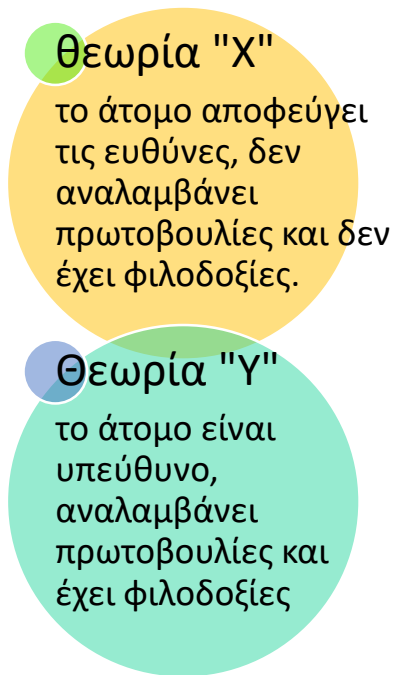 θεωρία "Χ"
το άτομο αποφεύγει
τις ευθύνες, δεν
αναλαμβάνει
πρωτοβουλίες και δεν
έχει φιλοδοξίες.
Θεωρία "Υ"
το άτομο είναι
υπεύθυνο,
αναλαμβάνει
πρωτοβουλίες και
έχει φιλοδοξίες